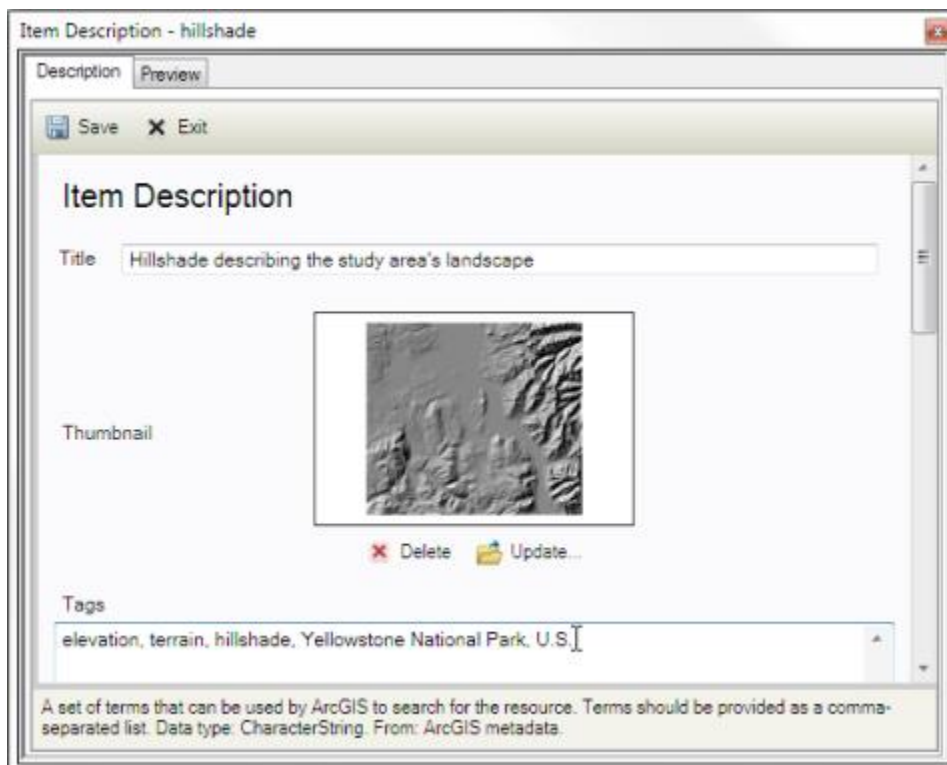 Item Description - hillshade
Description Preview
Save Exit
Item Description
Title Hillshade describing the study area's landscape
Thumbnail
Delete Update...
Tags
elevation, terrain, hillshade, Yellowstone National Park, U.S.
A set of terms that can be used by ArcGIS to search for the resource. Terms should be provided as a comma-
separated list. Data type: CharacterString. From: ArcGIS metadata.